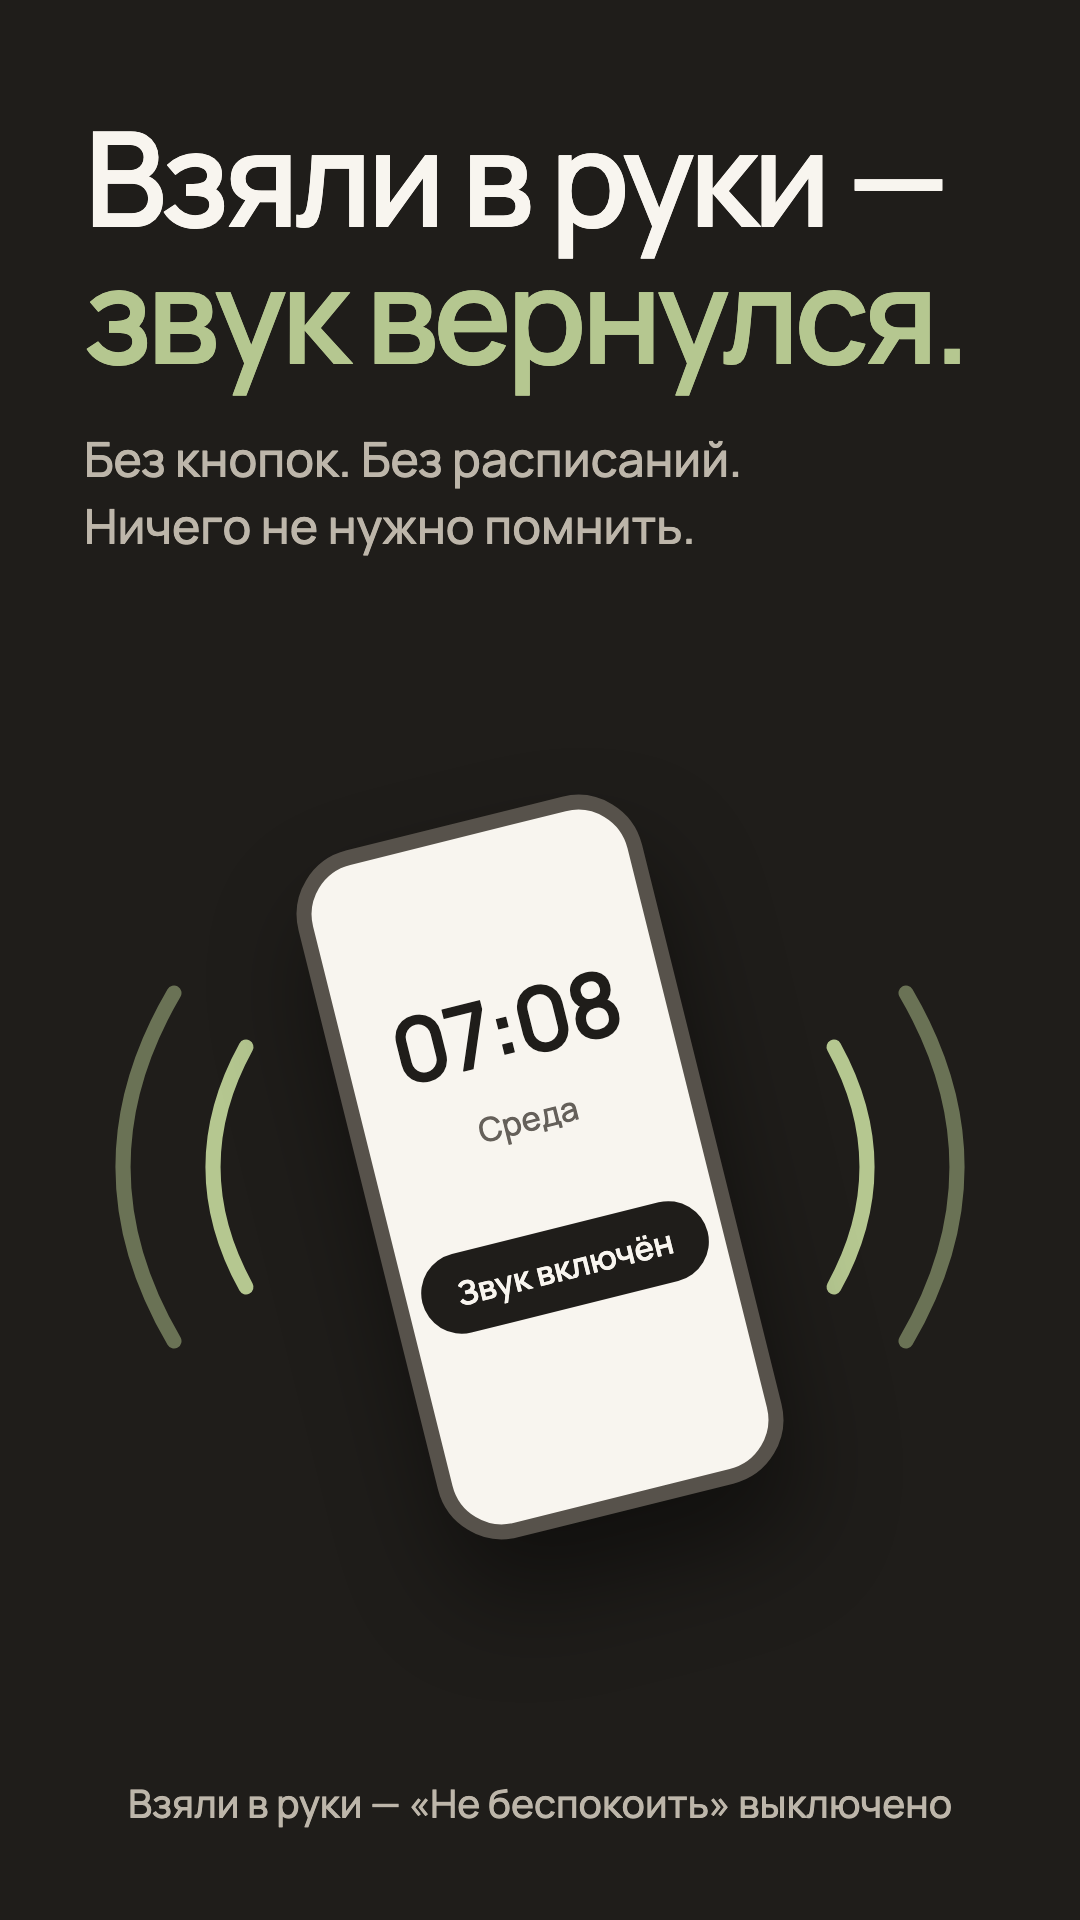 Взяли в руки —
звук вернулся.
Без кнопок. Без расписаний.
Ничего не нужно помнить.
07:08
Среда
Звук включён
Взяли в руки — «Не беспокоить» выключено